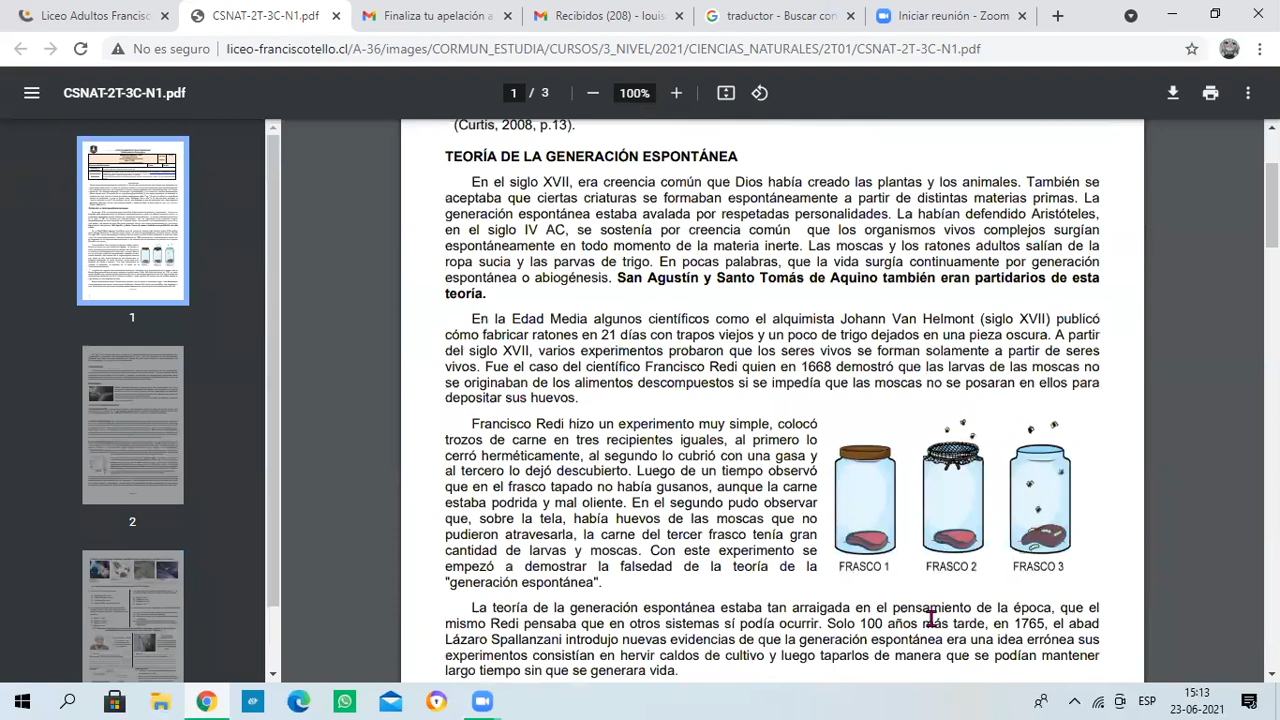 Liceo Adultos Francisc
CSNAT-2T-3C-N1.pdf
Finaliza tu apelación a
Recibidos (208) - louis
traductor - Buscar con
Iniciar reunión - Zoom
No es seguro
liceo-franciscotello.cl/A-36/images/CORMUN_ESTUDIA/CURSOS/3_NIVEL/2021/CIENCIAS_NATURALES/2T01/CSNAT-2T-3C-N1.pdf
CSNAT-2T-3C-N1.pdf
1 / 3
100%
(Curtis, 2008, p.13).
TEORÍA DE LA GENERACIÓN ESPONTÁNEA
En el siglo XVII, era creencia común que Dios había creado las plantas y los animales. También se
aceptaba que ciertas criaturas se formaban espontáneamente a partir de distintas materias primas. La
generación espontánea estaba avalada por respetadas personalidades. La habían defendido Aristóteles,
en el siglo IV AC, se sostenía por creencia común que los organismos vivos complejos surgían
espontáneamente en todo momento de la materia inerte. Las moscas y los ratones adultos salían de la
ropa sucia y las parvas de trigo. En pocas palabras, que la vida surgía continuamente por generación
espontánea o abiogénesis. San Agustín y Santo Tomás de Aquino también eran partidarios de esta
teoría.
En la Edad Media algunos científicos como el alquimista Johann Van Helmont (siglo XVII) publicó
cómo fabricar ratones en 21 días con trapos viejos y un poco de trigo dejados en una pieza oscura. A partir
del siglo XVII, varios experimentos probaron que los seres vivos se forman solamente a partir de seres
vivos. Fue el caso del científico Francisco Redi quien en 1668 demostró que las larvas de las moscas no
se originaban de los alimentos descompuestos si se impedía que las moscas no se posaran en ellos para
depositar sus huevos.
Francisco Redi hizo un experimento muy simple, colocó
trozos de carne en tres recipientes iguales, al primero lo
cerró herméticamente, al segundo lo cubrió con una gasa y
al tercero lo dejó descubierto. Luego de un tiempo observó
que en el frasco tapado no había gusanos, aunque la carne
estaba podrida y mal oliente. En el segundo pudo observar
que, sobre la tela, había huevos de las moscas que no
pudieron atravesarla, la carne del tercer frasco tenía gran
cantidad de larvas y moscas. Con este experimento se
empezó a demostrar la falsedad de la teoría de la
"generación espontánea".
FRASCO 1
FRASCO 2
FRASCO 3
La teoría de la generación espontánea estaba tan arraigada en el pensamiento de la época, que el
mismo Redi pensaba que en otros sistemas sí podía ocurrir. Solo 100 años más tarde, en 1765, el abad
Lázaro Spallanzani introdujo nuevas evidencias de que la generación espontánea era una idea errónea sus
experimentos consistían en hervir caldos de cultivo y luego taparlos de manera que se podían mantener
largo tiempo sin que se generara vida.
1
2
ESP
15:13
23-06-2021